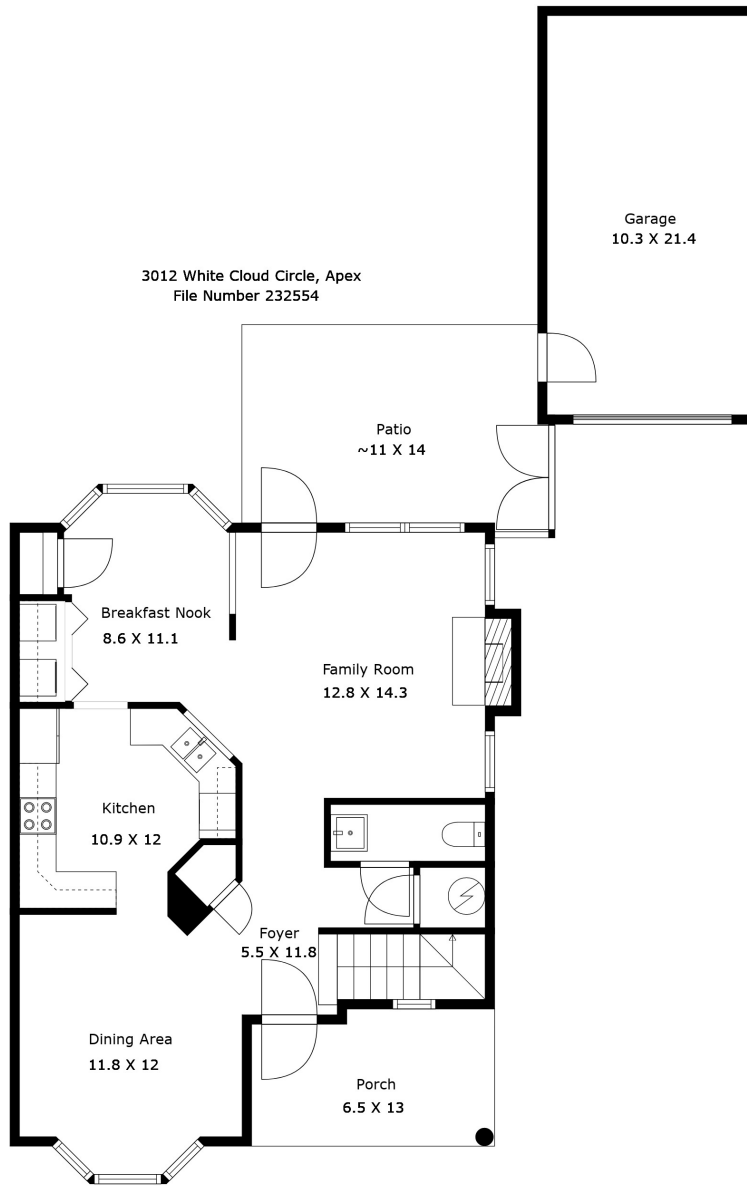 Garage
10.3 X 21.4
3012 White Cloud Circle, Apex
File Number 232554
Patio
~11 X 14
Breakfast Nook
8.6 X 11.1
Family Room
12.8 X 14.3
Kitchen
10.9 X 12
Foyer
5.5 X 11.8
Dining Area
11.8 X 12
Porch
6.5 X 13